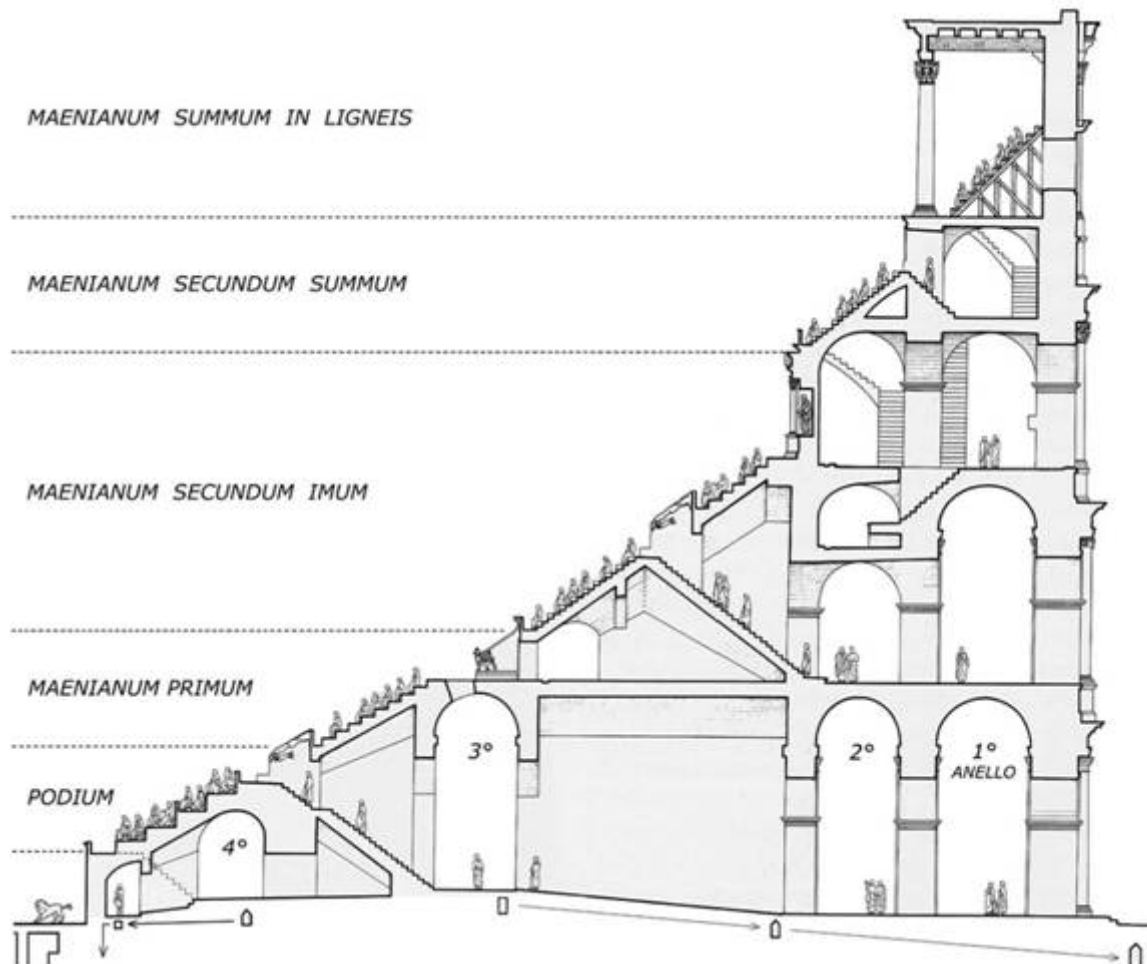 MAENIANUM SUMMUM IN LIGNEIS
MAENIANUM SECUNDUM SUMMUM
MAENIANUM SECUNDUM IMUM
MAENIANUM PRIMUM
PODIUM
4°
3°
2°
1°
ANELLO